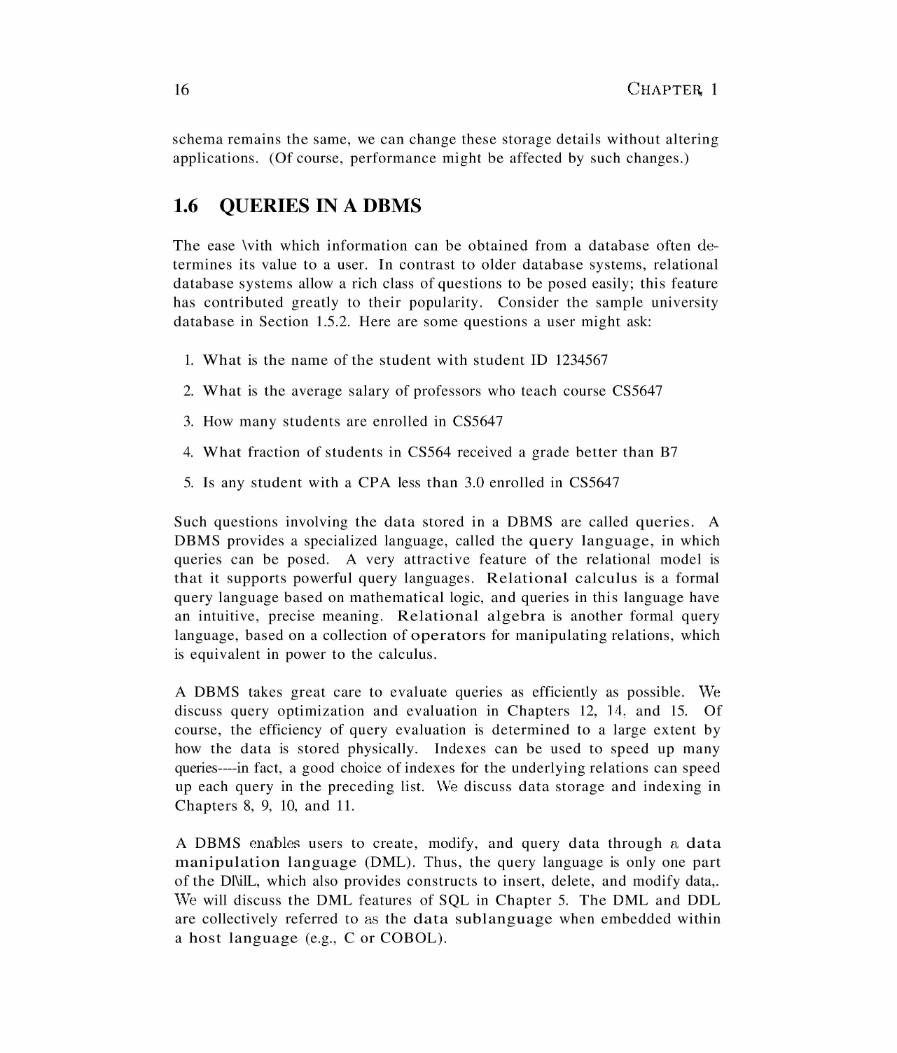 16 CHAPTER 1
schema remains the same, we can change these storage details without altering
applications. (Of course, performance might be affected by such changes.)
1.6 QUERIES IN A DBMS
The ease \vith which information can be obtained from a database often de-
termines its value to a user. In contrast to older database systems, relational
database systems allow a rich class of questions to be posed easily; this feature
has contributed greatly to their popularity. Consider the sample university
database in Section 1.5.2. Here are some questions a user might ask:
1. What is the name of the student with student ID 1234567
2. What is the average salary of professors who teach course CS5647
3. How many students are enrolled in CS5647
4. What fraction of students in CS564 received a grade better than B7
5. Is any student with a CPA less than 3.0 enrolled in CS5647
Such questions involving the data stored in a DBMS are called queries. A
DBMS provides a specialized language, called the query language, in which
queries can be posed. A very attractive feature of the relational model is
that it supports powerful query languages. Relational calculus is a formal
query language based on mathematical logic, and queries in this language have
an intuitive, precise meaning. Relational algebra is another formal query
language, based on a collection of operators for manipulating relations, which
is equivalent in power to the calculus.
A DBMS takes great care to evaluate queries as efficiently as possible. We
discuss query optimization and evaluation in Chapters 12, 14, and 15. Of
course, the efficiency of query evaluation is determined to a large extent by
how the data is stored physically. Indexes can be used to speed up many
queries----in fact, a good choice of indexes for the underlying relations can speed
up each query in the preceding list. We discuss data storage and indexing in
Chapters 8, 9, 10, and 11.
A DBMS enables users to create, modify, and query data through a data
manipulation language (DML). Thus, the query language is only one part
of the DNilL, which also provides constructs to insert, delete, and modify data,.
We will discuss the DML features of SQL in Chapter 5. The DML and DDL
are collectively referred to as the data sublanguage when embedded within
a host language (e.g., C or COBOL).